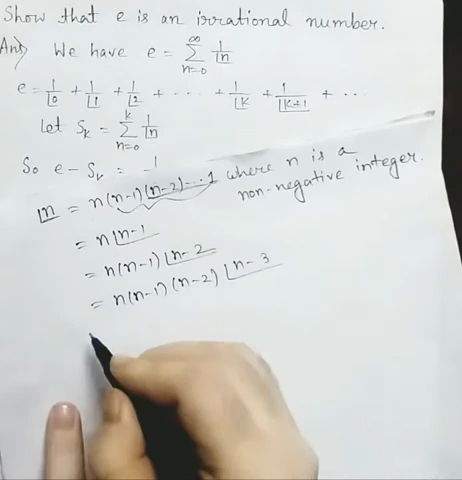 Show that e is an irrational number.
Ans) We have e = ∑_{n=0}^{∞} 1/⌊n
e = 1/⌊0 + 1/⌊1 + 1/⌊2 + ... + 1/⌊k + 1/⌊k+1 + ...
Let S_k = ∑_{n=0}^{k} 1/⌊n
So e - S_k = 1
⌊n = n(n-1)(n-2)...1 where n is a
non-negative integer.
= n⌊n-1
= n(n-1)⌊n-2
= n(n-1)(n-2)⌊n-3